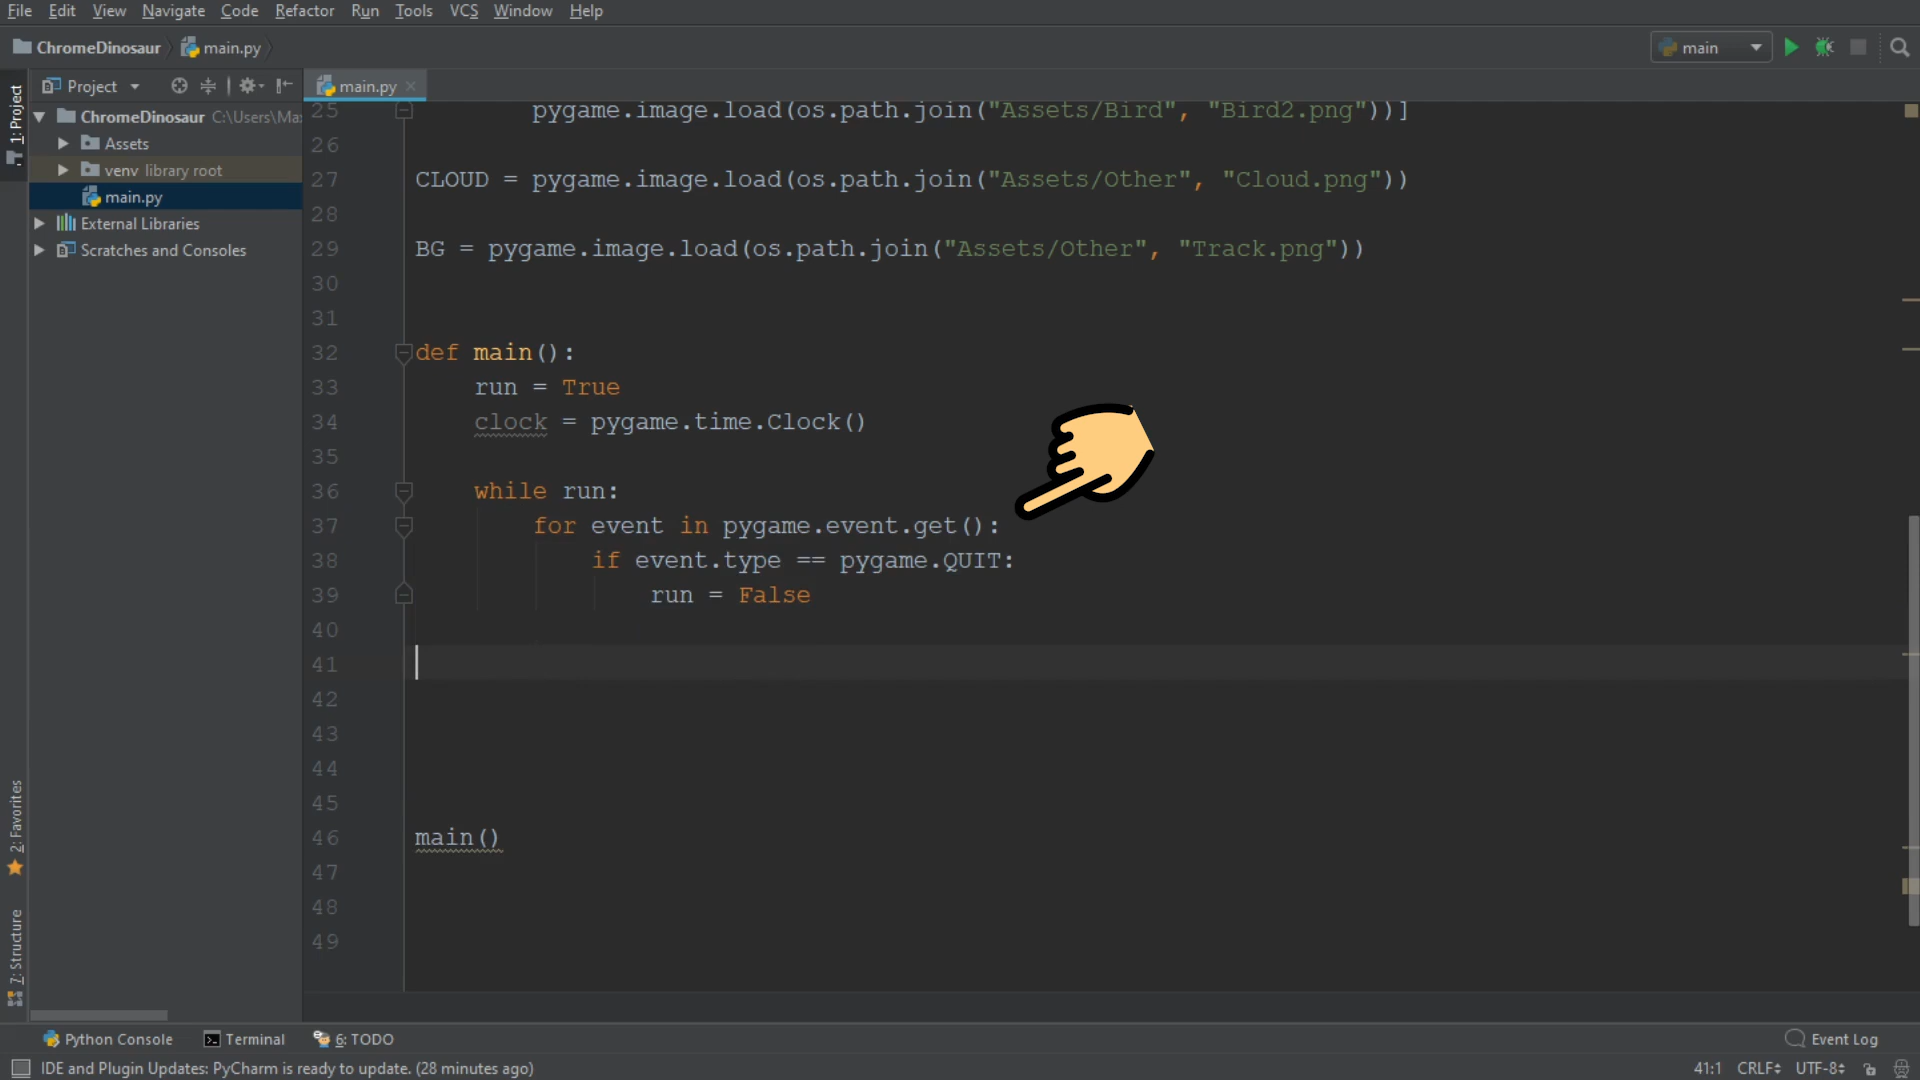 File Edit View Navigate Code Refactor Run Tools VCS Window Help
ChromeDinosaur main.py main
1: Project
Project main.py
ChromeDinosaur C:\Users\Ma
Assets
venv library root
main.py
External Libraries
Scratches and Consoles
25 pygame.image.load(os.path.join("Assets/Bird", "Bird2.png"))]
26
27 CLOUD = pygame.image.load(os.path.join("Assets/Other", "Cloud.png"))
28
29 BG = pygame.image.load(os.path.join("Assets/Other", "Track.png"))
30
31
32 def main():
33 run = True
34 clock = pygame.time.Clock()
35
36 while run:
37 for event in pygame.event.get():
38 if event.type == pygame.QUIT:
39 run = False
40
41
42
43
44
45
46 main()
47
48
49
2: Favorites
7: Structure
Python Console Terminal 6: TODO Event Log
IDE and Plugin Updates: PyCharm is ready to update. (28 minutes ago) 41:1 CRLF UTF-8